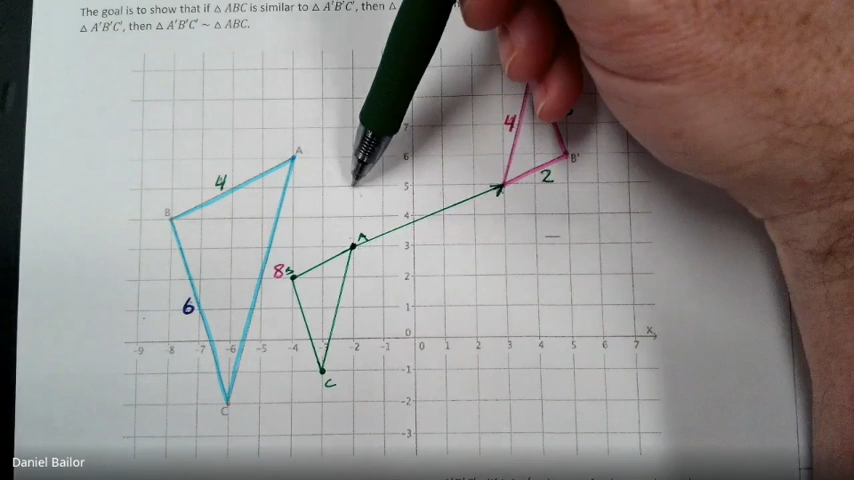 The goal is to show that if △ ABC is similar to △ A'B'C', then △
△ A'B'C', then △ A'B'C' ~ △ ABC.
7
4
A
6
B'
5
4
2
B
4
A
3
8
B
2
6
1
0
x
-9 -8 -7 -6 -5 -4 -3 -2 -1 0 1 2 3 4 5 6 7
-1
C
-2
C
-3
Daniel Bailor